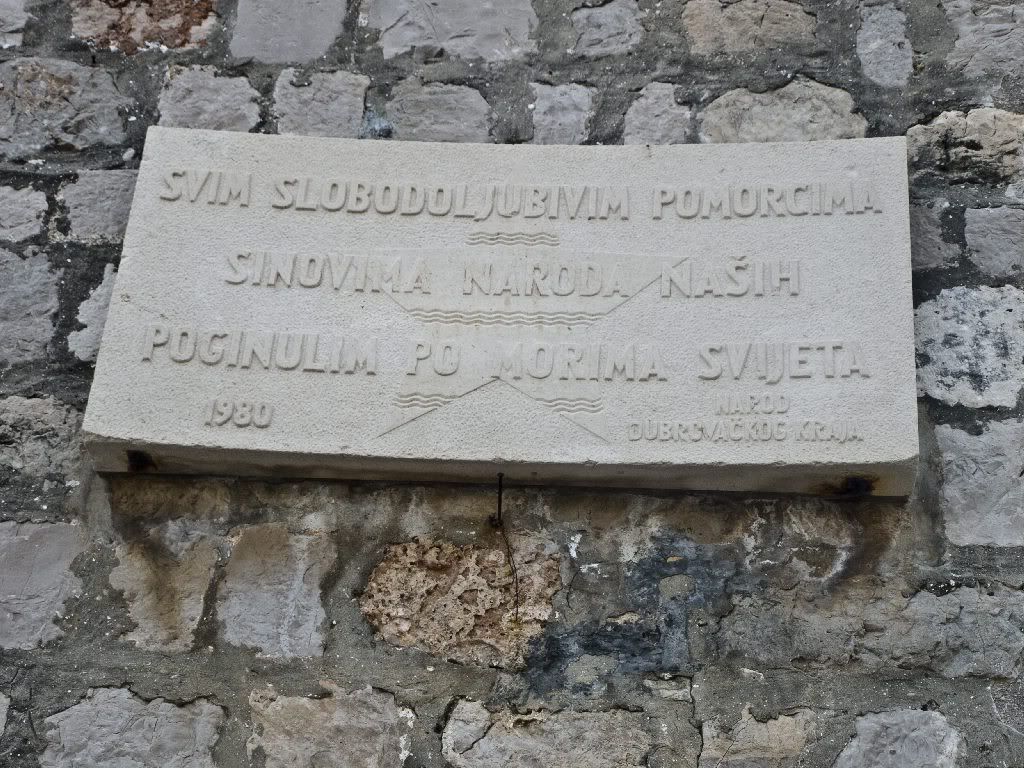 SVIM SLOBODOLJUBIVIM POMORCIMA
SINOVIMA NARODA NAŠIH
POGINULIM PO MORIMA SVIJETA
1980
NAROD
DUBROVAČKOG KRAJA